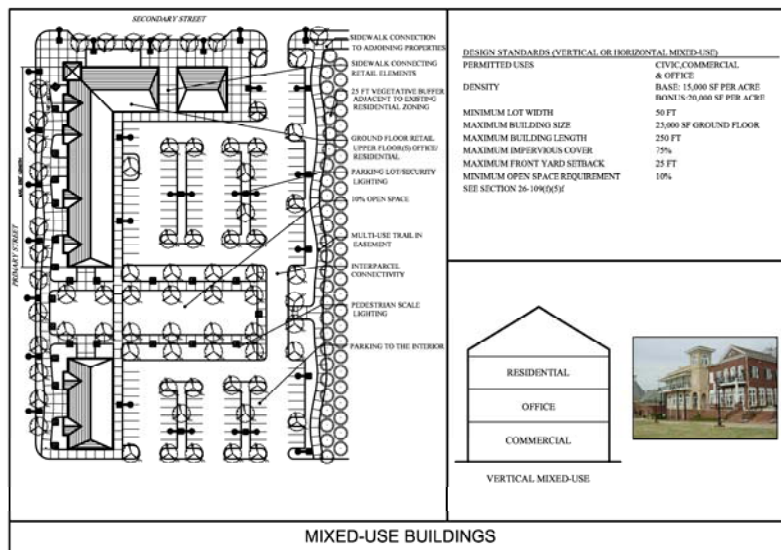 SECONDARY STREET
PRIMARY STREET
SIDEWALK CONNECTION
TO ADJOINING PROPERTIES
SIDEWALK CONNECTING
RETAIL ELEMENTS
25 FT VEGETATIVE BUFFER
ADJACENT TO EXISTING
RESIDENTIAL ZONING
GROUND FLOOR RETAIL
UPPER FLOOR(S) OFFICE/
RESIDENTIAL
PARKING LOT/SECURITY
LIGHTING
10% OPEN SPACE
MULTI-USE TRAIL IN
EASEMENT
INTERPARCEL
CONNECTIVITY
PEDESTRIAN SCALE
LIGHTING
PARKING TO THE INTERIOR
DESIGN STANDARDS (VERTICAL OR HORIZONTAL MIXED-USE)
PERMITTED USES CIVIC,COMMERCIAL
& OFFICE
DENSITY BASE: 15,000 SF PER ACRE
BONUS:20,000 SF PER ACRE
MINIMUM LOT WIDTH 50 FT
MAXIMUM BUILDING SIZE 25,000 SF GROUND FLOOR
MAXIMUM BUILDING LENGTH 250 FT
MAXIMUM IMPERVIOUS COVER 75%
MAXIMUM FRONT YARD SETBACK 25 FT
MINIMUM OPEN SPACE REQUIREMENT 10%
SEE SECTION 26-109(f)(5)f
RESIDENTIAL
OFFICE
COMMERCIAL
VERTICAL MIXED-USE
MIXED-USE BUILDINGS